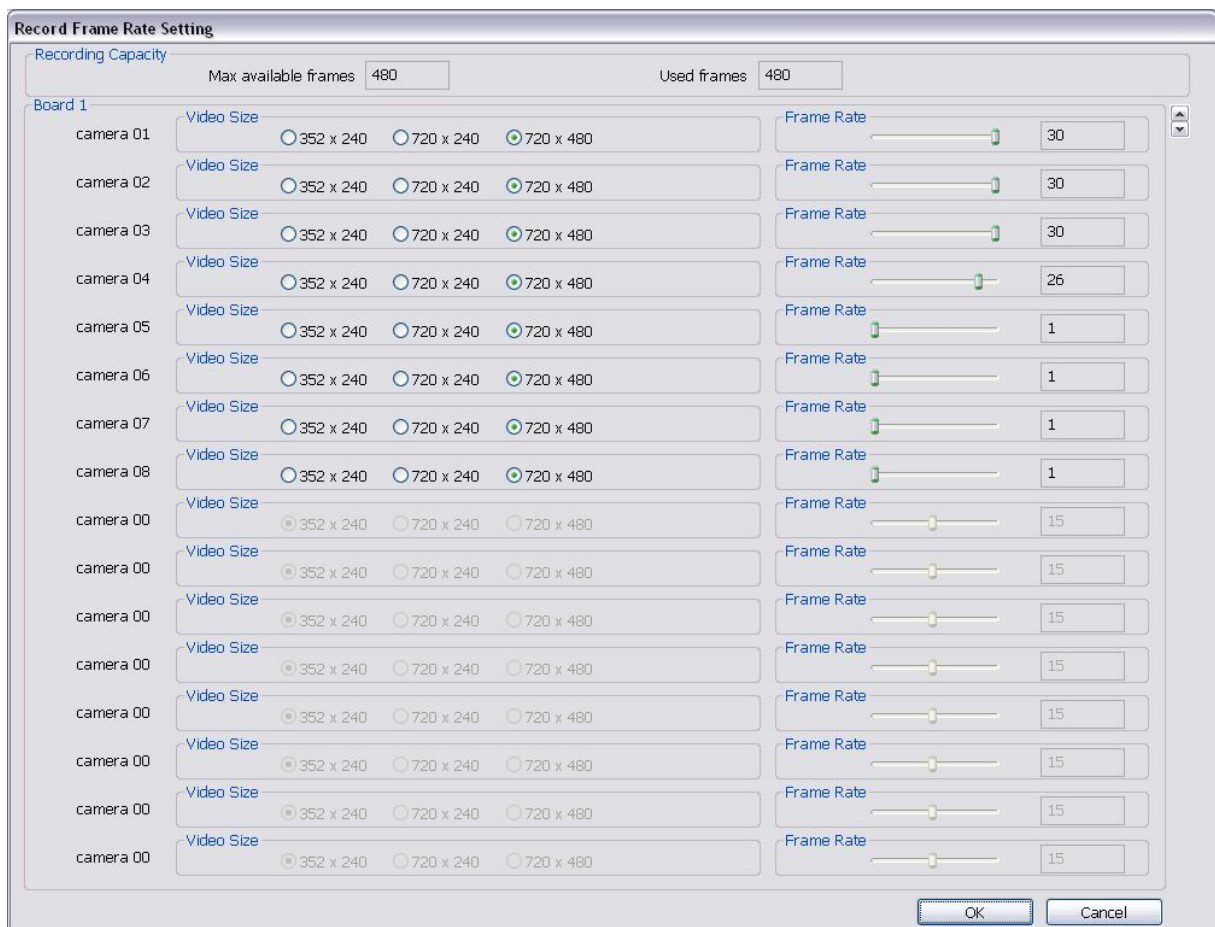 Record Frame Rate Setting
Recording Capacity
Max available frames 480 Used frames 480
Board 1
Video Size Frame Rate
camera 01 352 x 240 720 x 240 720 x 480 30
Video Size Frame Rate
camera 02 352 x 240 720 x 240 720 x 480 30
Video Size Frame Rate
camera 03 352 x 240 720 x 240 720 x 480 30
Video Size Frame Rate
camera 04 352 x 240 720 x 240 720 x 480 26
Video Size Frame Rate
camera 05 352 x 240 720 x 240 720 x 480 1
Video Size Frame Rate
camera 06 352 x 240 720 x 240 720 x 480 1
Video Size Frame Rate
camera 07 352 x 240 720 x 240 720 x 480 1
Video Size Frame Rate
camera 08 352 x 240 720 x 240 720 x 480 1
Video Size Frame Rate
camera 00 352 x 240 720 x 240 720 x 480 15
Video Size Frame Rate
camera 00 352 x 240 720 x 240 720 x 480 15
Video Size Frame Rate
camera 00 352 x 240 720 x 240 720 x 480 15
Video Size Frame Rate
camera 00 352 x 240 720 x 240 720 x 480 15
Video Size Frame Rate
camera 00 352 x 240 720 x 240 720 x 480 15
Video Size Frame Rate
camera 00 352 x 240 720 x 240 720 x 480 15
Video Size Frame Rate
camera 00 352 x 240 720 x 240 720 x 480 15
Video Size Frame Rate
camera 00 352 x 240 720 x 240 720 x 480 15
OK Cancel